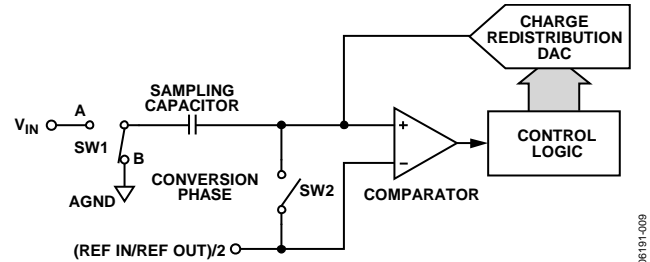 CHARGE
REDISTRIBUTION
DAC
SAMPLING
CAPACITOR
VIN
A
SW1
B
AGND
CONVERSION
PHASE
SW2
+
−
COMPARATOR
CONTROL
LOGIC
(REF IN/REF OUT)/2
06191-009